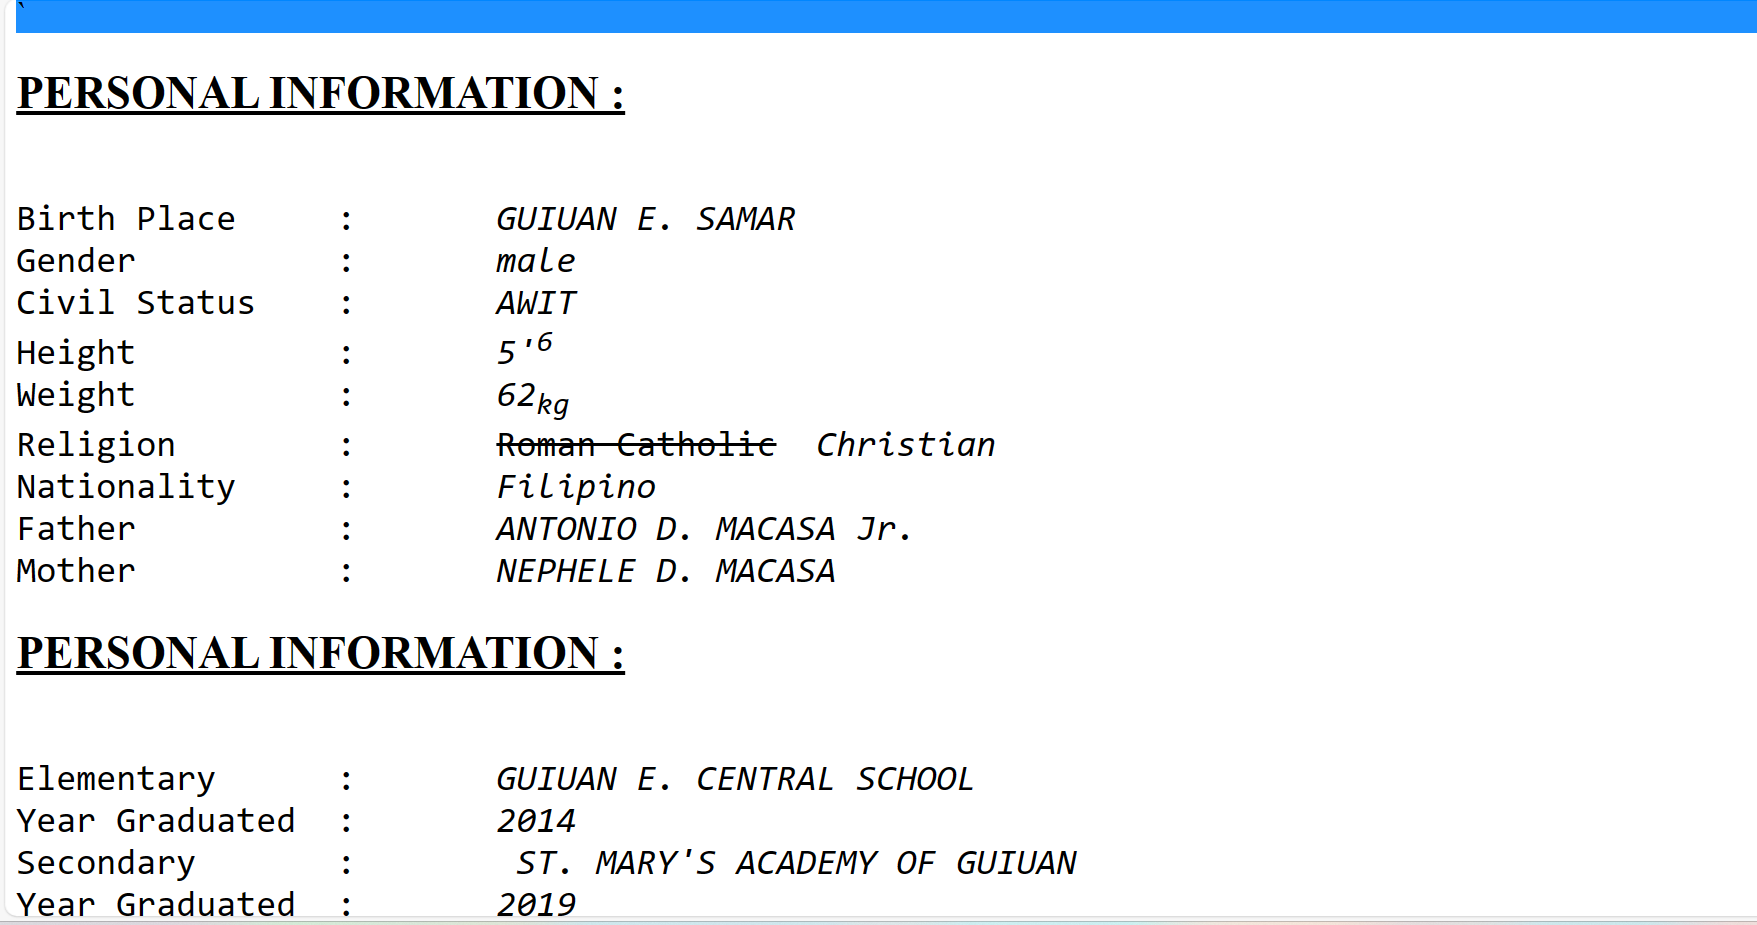 `
PERSONAL INFORMATION :
Birth Place : GUIUAN E. SAMAR
Gender : male
Civil Status : AWIT
Height : 5'6
Weight : 62kg
Religion : Roman Catholic Christian
Nationality : Filipino
Father : ANTONIO D. MACASA Jr.
Mother : NEPHELE D. MACASA
PERSONAL INFORMATION :
Elementary : GUIUAN E. CENTRAL SCHOOL
Year Graduated : 2014
Secondary : ST. MARY'S ACADEMY OF GUIUAN
Year Graduated : 2019